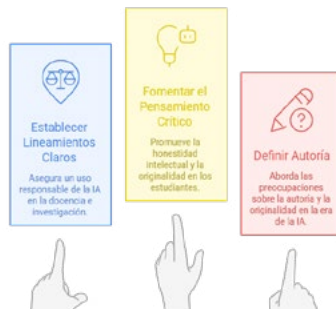 Establecer
Lineamientos
Claros
Asegura un uso
responsable de la IA
en la docencia e
investigación.
Fomentar el
Pensamiento
Crítico
Promueve la
honestidad
intelectual y la
originalidad en los
estudiantes.
Definir Autoría
Aborda las
preocupaciones
sobre la autoría y la
originalidad en la era
de la IA.